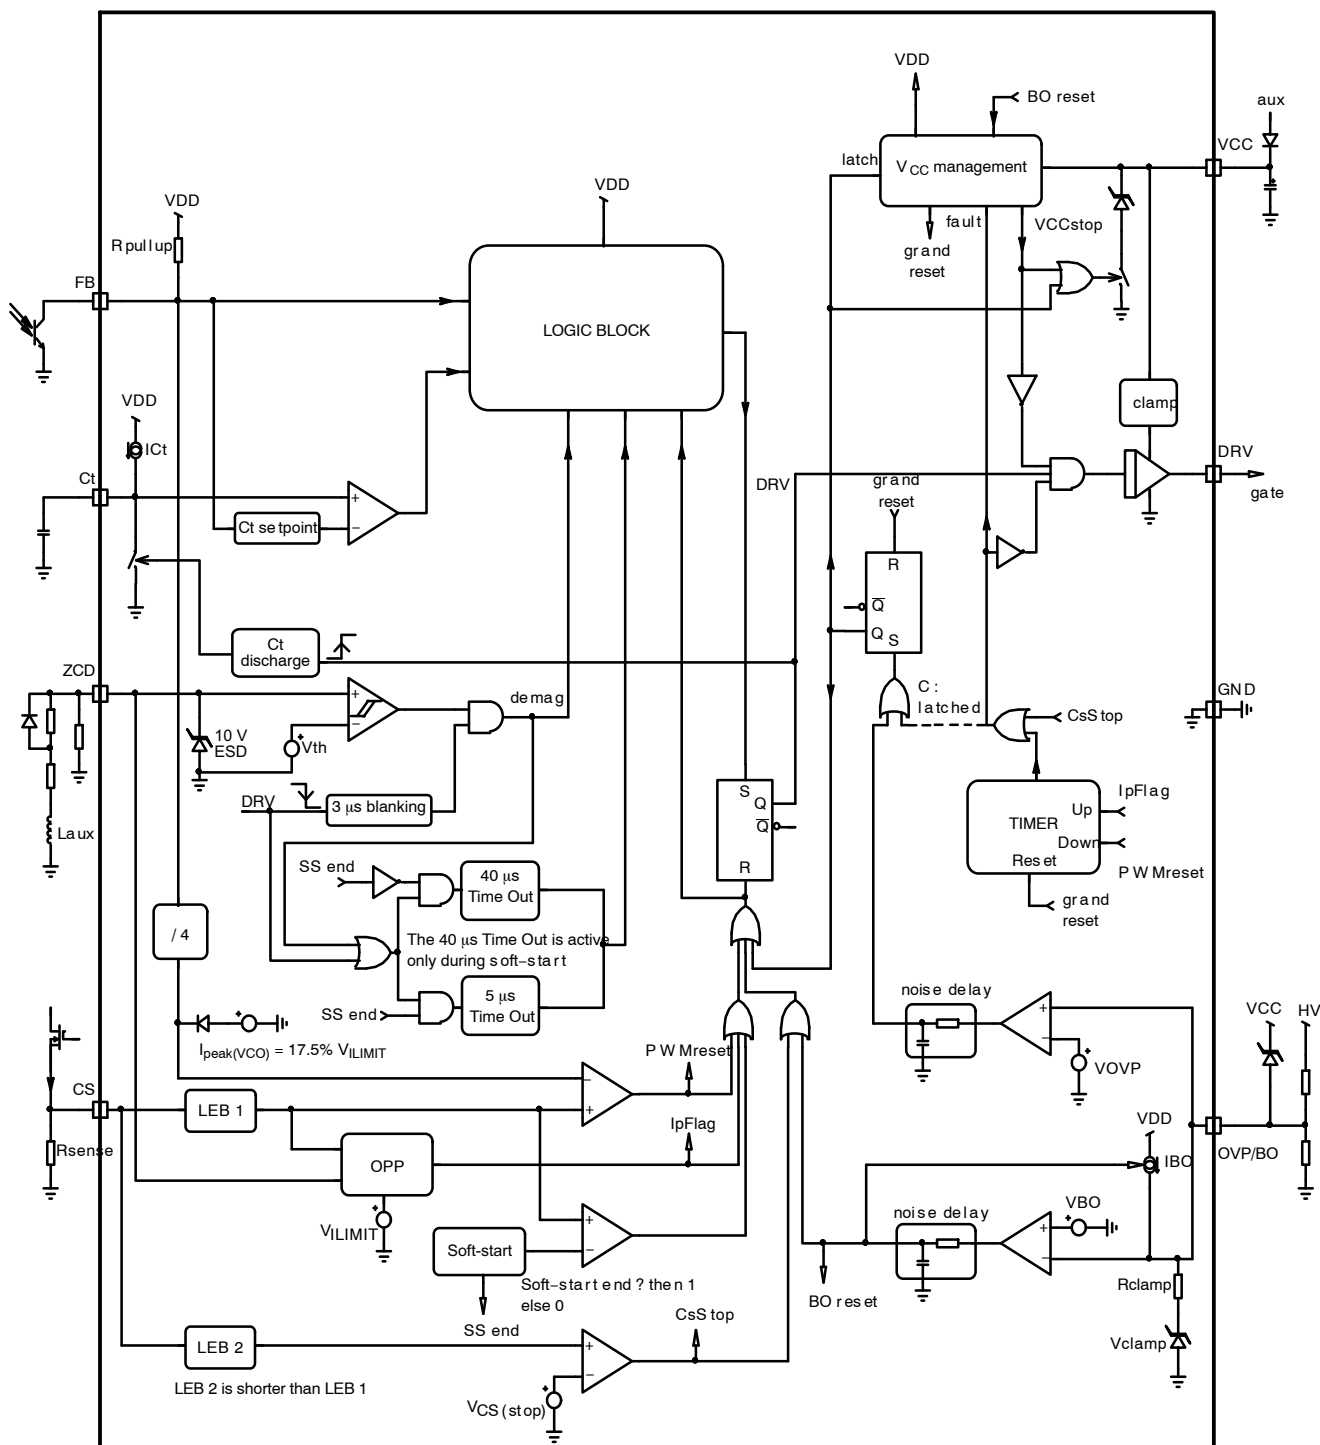 VDD
BO reset
aux
VCC
latch
V CC management
VDD
VDD
fault
VCCstop
R pullup
grand
reset
FB
LOGIC BLOCK
VDD
clamp
ICt
DRV
Ct
DRV
grand
reset
gate
+
Ct setpoint
−
R
Q
Q
S
Ct
discharge
ZCD
demag
C :
latched
GND
CsStop
+
−
10 V
ESD
Vth
+
DRV
3 μs blanking
S
Q
Q
R
IpFlag
Up
TIMER
Down
Laux
Reset
PWMreset
SS end
40 μs
Time Out
grand
reset
/ 4
The 40 μs Time Out is active
only during soft−start
5 μs
Time Out
SS end
noise delay
+
−
+
VOVP
VCC
HV
+
Ipeak(VCO) = 17.5% VILIMIT
PWMreset
CS
LEB 1
−
+
IpFlag
VDD
Rsense
OPP
OVP/BO
IBO
+
VILIMIT
+
−
Soft-start
noise delay
VBO
+
+
−
Soft−start end ? then 1
else 0
BO reset
Rclamp
SS end
CsStop
LEB 2
+
−
Vclamp
LEB 2 is shorter than LEB 1
+
VCS (stop)